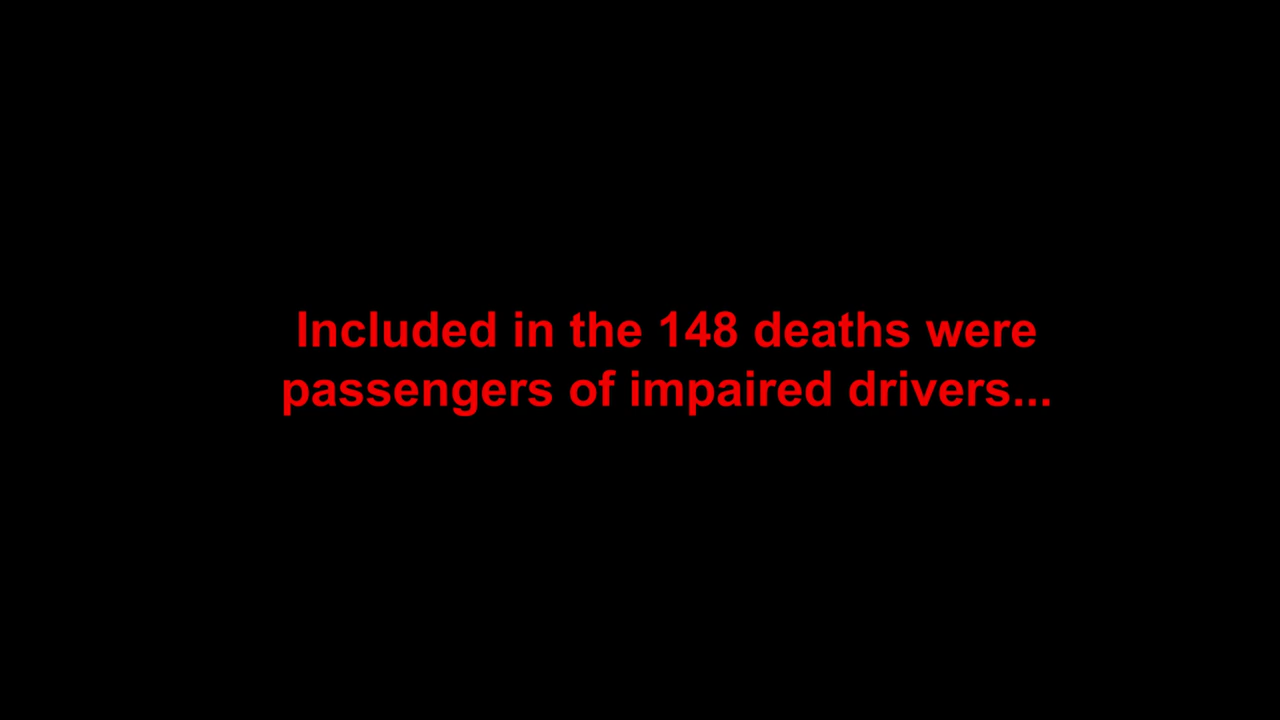 Included in the 148 deaths were
passengers of impaired drivers...